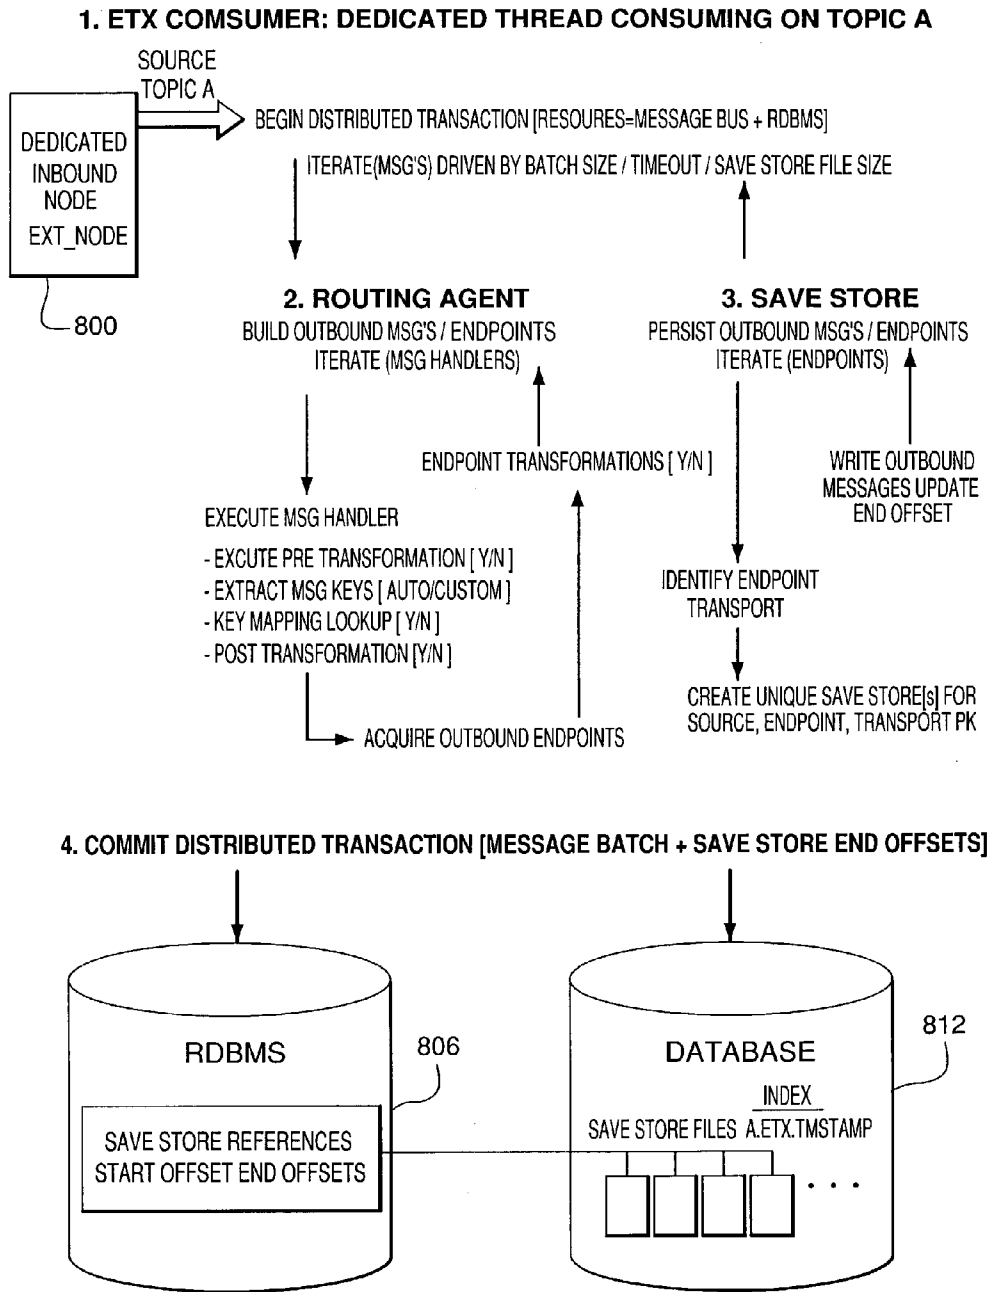 1. ETX COMSUMER: DEDICATED THREAD CONSUMING ON TOPIC A
SOURCE
TOPIC A
DEDICATED
INBOUND
NODE
EXT_NODE
800
BEGIN DISTRIBUTED TRANSACTION [RESOURES=MESSAGE BUS + RDBMS]
ITERATE(MSG'S) DRIVEN BY BATCH SIZE / TIMEOUT / SAVE STORE FILE SIZE
2. ROUTING AGENT
BUILD OUTBOUND MSG'S / ENDPOINTS
ITERATE (MSG HANDLERS)
ENDPOINT TRANSFORMATIONS [ Y/N ]
EXECUTE MSG HANDLER
- EXCUTE PRE TRANSFORMATION [ Y/N ]
- EXTRACT MSG KEYS [ AUTO/CUSTOM ]
- KEY MAPPING LOOKUP [ Y/N ]
- POST TRANSFORMATION [Y/N ]
ACQUIRE OUTBOUND ENDPOINTS
3. SAVE STORE
PERSIST OUTBOUND MSG'S / ENDPOINTS
ITERATE (ENDPOINTS)
WRITE OUTBOUND
MESSAGES UPDATE
END OFFSET
IDENTIFY ENDPOINT
TRANSPORT
CREATE UNIQUE SAVE STORE[s] FOR
SOURCE, ENDPOINT, TRANSPORT PK
4. COMMIT DISTRIBUTED TRANSACTION [MESSAGE BATCH + SAVE STORE END OFFSETS]
RDBMS
806
SAVE STORE REFERENCES
START OFFSET END OFFSETS
DATABASE
812
INDEX
SAVE STORE FILES A.ETX.TMSTAMP
. . .